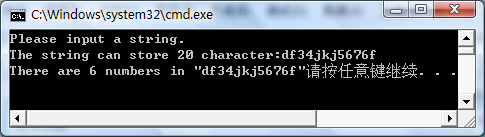 C:\Windows\system32\cmd.exe
Please input a string.
The string can store 20 character:df34jkj5676f
There are 6 numbers in "df34jkj5676f"请按任意键继续. . .